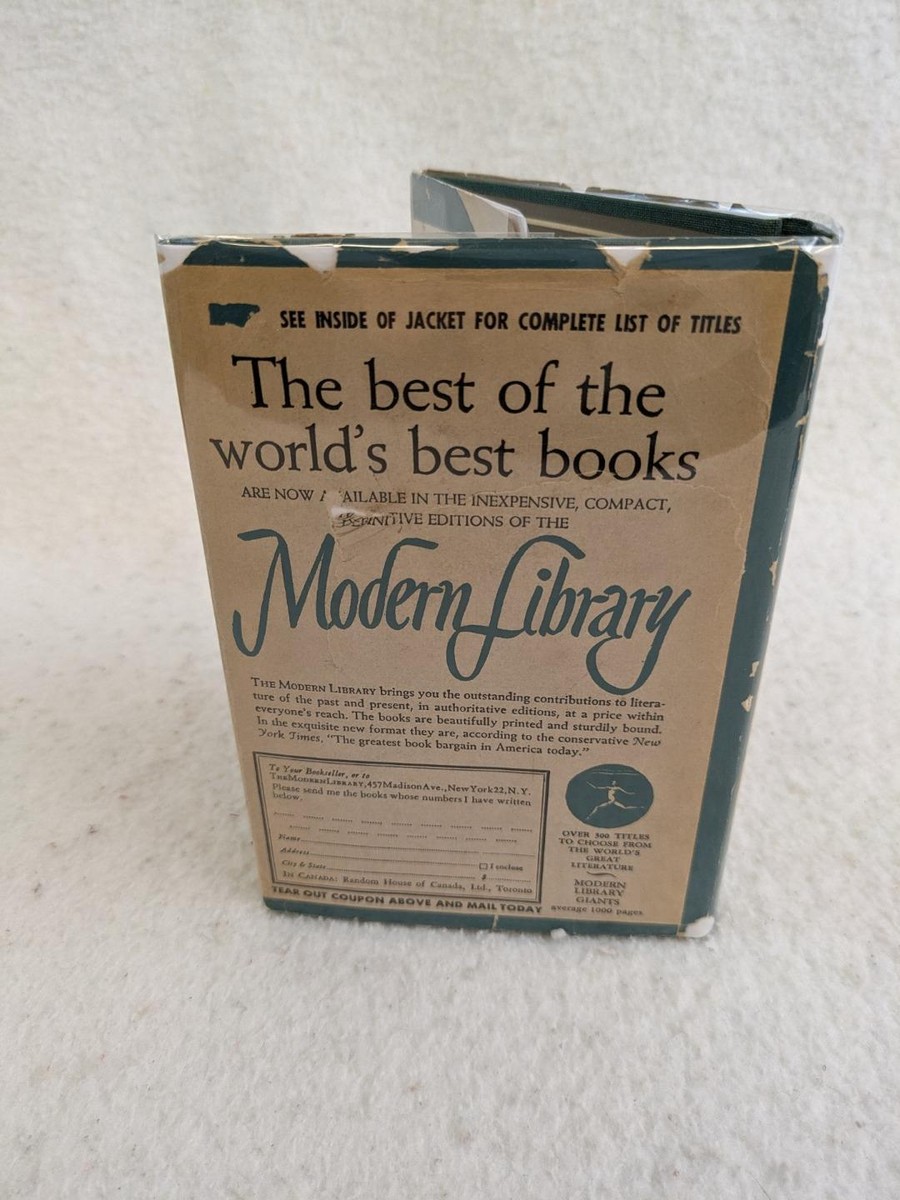 SEE INSIDE OF JACKET FOR COMPLETE LIST OF TITLES
The best of the
world's best books
ARE NOW A AILABLE IN THE INEXPENSIVE, COMPACT,
DEFINITIVE EDITIONS OF THE
Modern Library
THE MODERN LIBRARY brings you the outstanding contributions to litera-
ture of the past and present, in authoritative editions, at a price within
everyone's reach. The books are beautifully printed and sturdily bound.
In the exquisite new format they are, according to the conservative New
York Times, "The greatest book bargain in America today."
To Your Bookseller, or to
THE MODERN LIBRARY, 457 Madison Ave., New York 22, N. Y.
Please send me the books whose numbers I have written
below.
Name
Address
City & State
I enclose
$
IN CANADA: Random House of Canada, Ltd., Toronto
TEAR OUT COUPON ABOVE AND MAIL TODAY
OVER 300 TITLES
TO CHOOSE FROM
THE WORLD'S
GREAT
LITERATURE
MODERN
LIBRARY
GIANTS
average 1000 pages